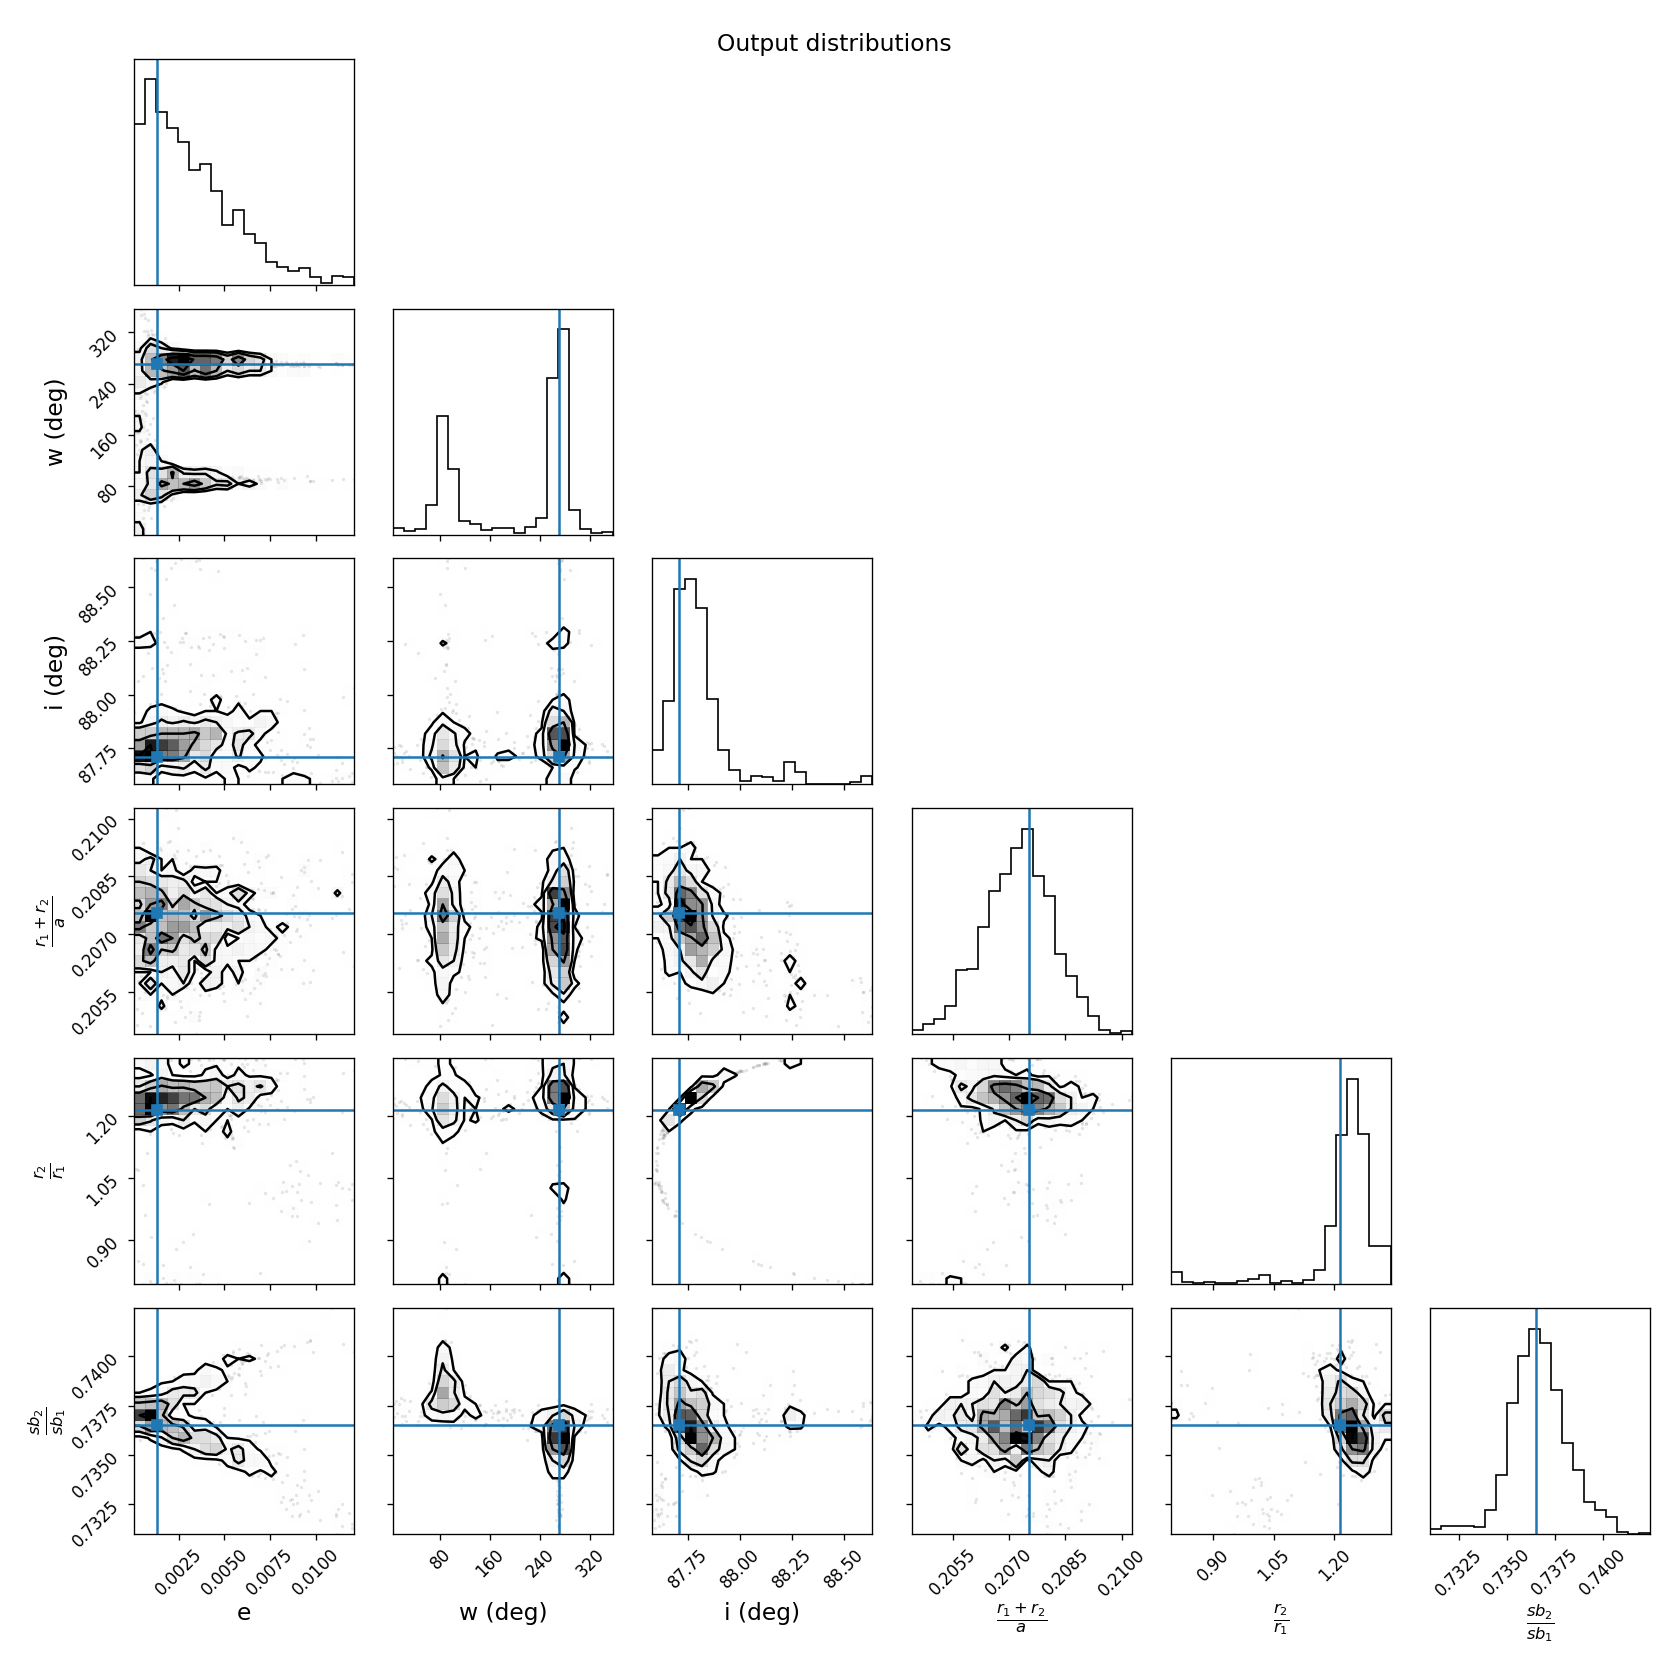 Output distributions
w (deg)
320
240
160
80
i (deg)
88.50
88.25
88.00
87.75
r1 + r2
a
0.2100
0.2085
0.2070
0.2055
r2
r1
1.20
1.05
0.90
sb2
sb1
0.7400
0.7375
0.7350
0.7325
0.0025 0.0050 0.0075 0.0100
80 160 240 320
87.75 88.00 88.25 88.50
0.2055 0.2070 0.2085 0.2100
0.90 1.05 1.20
0.7325 0.7350 0.7375 0.7400
e
w (deg)
i (deg)
r1 + r2
a
r2
r1
sb2
sb1